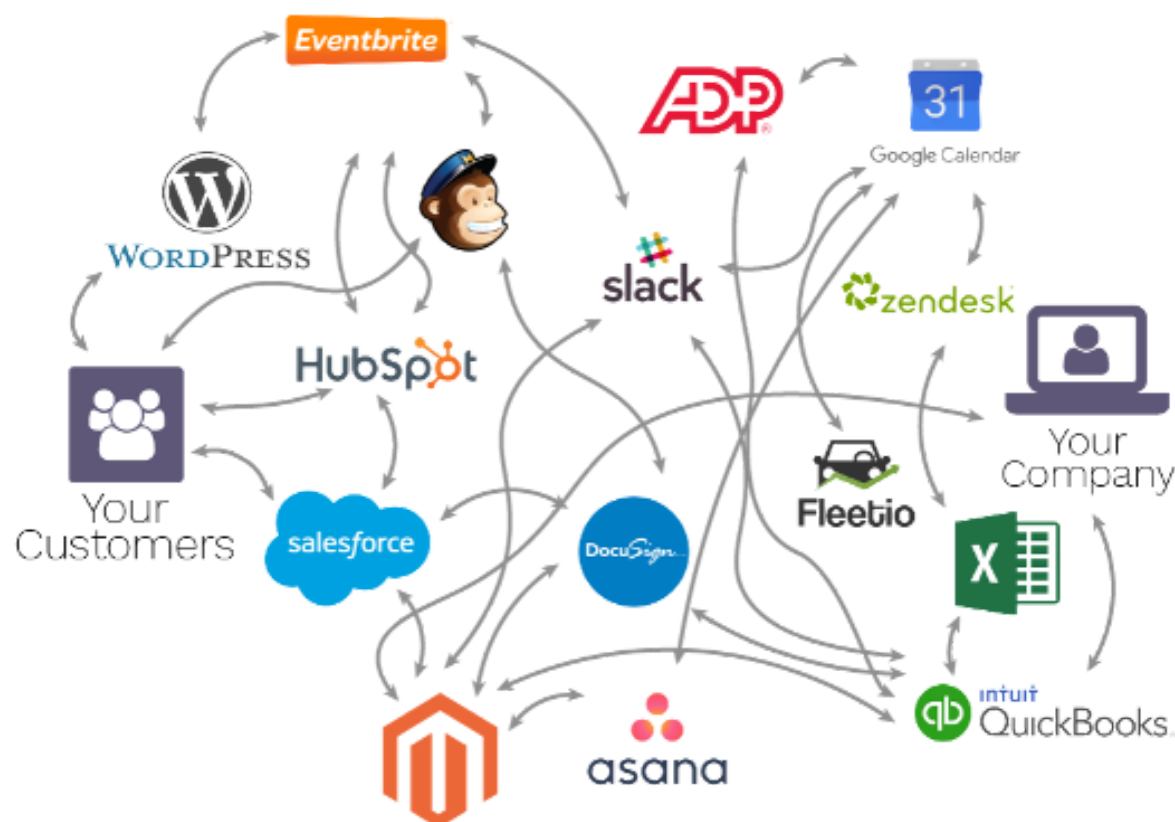 Eventbrite
ADP
31
Google Calendar
W
WORDPRESS
slack
zendesk
HubSpot
Your
Customers
Your
Company
Fleetio
salesforce
DocuSign
X
intuit
qb
QuickBooks
asana